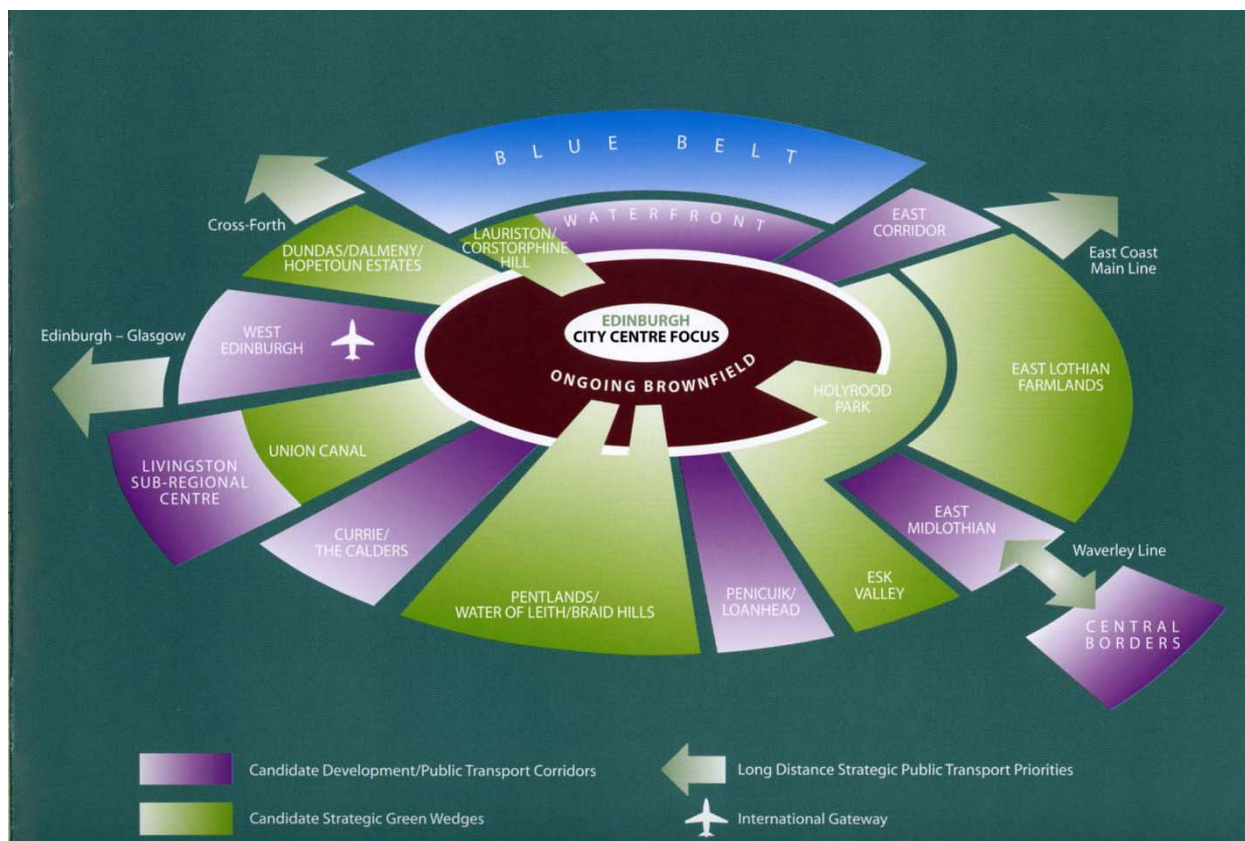 BLUE BELT
WATERFRONT
EAST
CORRIDOR
Cross-Forth
LAURISTON/
CORSTORPHINE
HILL
DUNDAS/DALMENY/
HOPETOUN ESTATES
East Coast
Main Line
Edinburgh – Glasgow
WEST
EDINBURGH
EDINBURGH
CITY CENTRE FOCUS
ONGOING BROWNFIELD
HOLYROOD
PARK
EAST LOTHIAN
FARMLANDS
UNION CANAL
LIVINGSTON
SUB-REGIONAL
CENTRE
CURRIE/
THE CALDERS
EAST
MIDLOTHIAN
Waverley Line
PENTLANDS/
WATER OF LEITH/BRAID HILLS
PENICUIK/
LOANHEAD
ESK
VALLEY
CENTRAL
BORDERS
Candidate Development/Public Transport Corridors
Long Distance Strategic Public Transport Priorities
Candidate Strategic Green Wedges
International Gateway